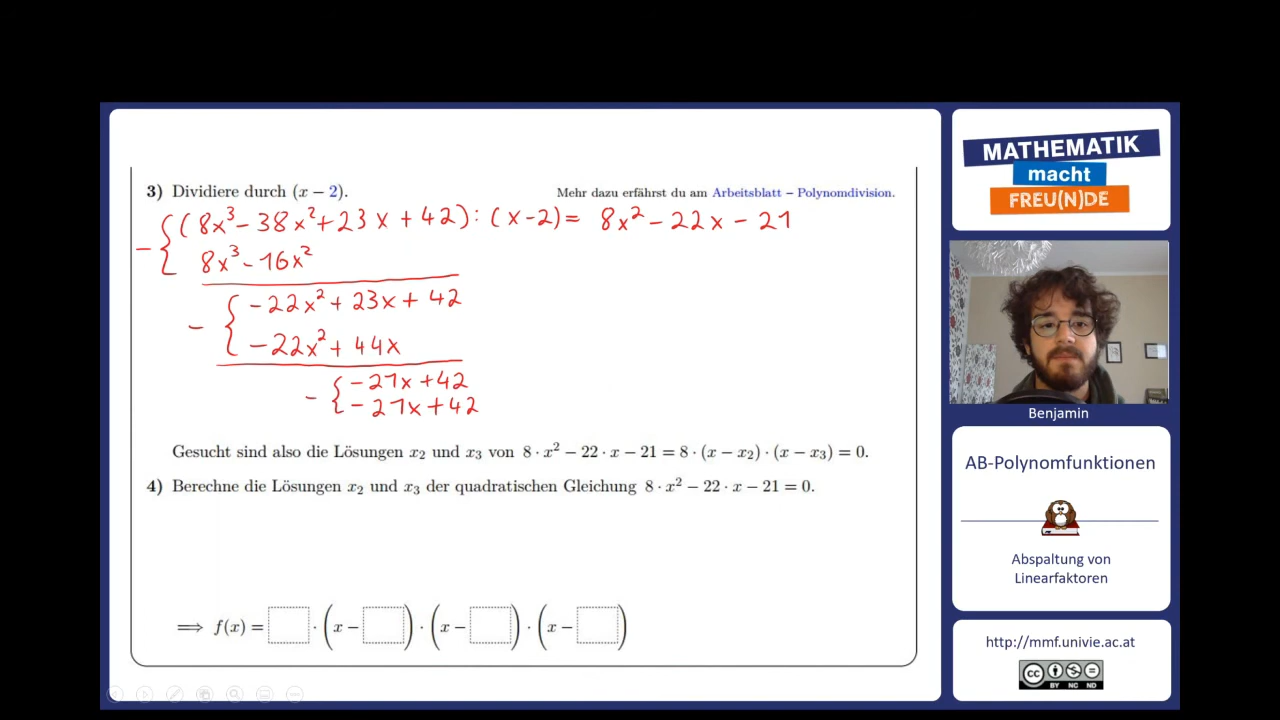 3) Dividiere durch (x − 2). Mehr dazu erfährst du am Arbeitsblatt – Polynomdivision.
− { (8x³ − 38x² + 23x + 42) : (x − 2) = 8x² − 22x − 21
8x³ − 16x²
− { −22x² + 23x + 42
−22x² + 44x
− { −21x + 42
−21x + 42
Gesucht sind also die Lösungen x₂ und x₃ von 8 · x² − 22 · x − 21 = 8 · (x − x₂) · (x − x₃) = 0.
4) Berechne die Lösungen x₂ und x₃ der quadratischen Gleichung 8 · x² − 22 · x − 21 = 0.
⟹ f(x) = · (x − ) · (x − ) · (x − )
MATHEMATIK
macht
FREU(N)DE
Benjamin
AB-Polynomfunktionen
Abspaltung von
Linearfaktoren
http://mmf.univie.ac.at
CC BY NC ND